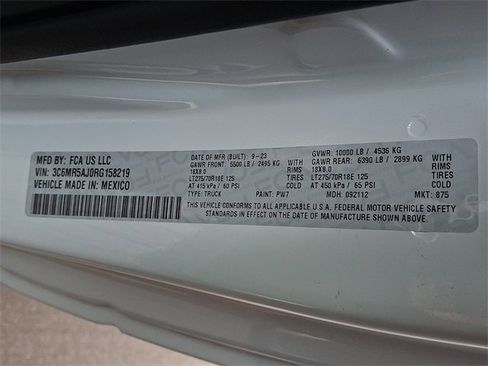 MFD BY: FCA US LLC
VIN: 3C6MR5AJ0RG158219
VEHICLE MADE IN: MEXICO
DATE OF MFR (BUILT): 9-23
GAWR FRONT 5500 LB / 2495 KG
18X8.0 RIMS
LT275/70R18E 125 TIRES
AT 415 kPa / 60 PSI COLD
TYPE: TRUCK PAINT: PW7
GVWR: 10000 LB / 4536 KG
GAWR REAR: 6390 LB / 2899 KG
18X8.0 RIMS
LT275/70R18E 125 TIRES
AT 450 kPa / 65 PSI COLD
MDH: 092112 MKT: 875
THIS VEHICLE CONFORMS TO ALL APPLICABLE U.S.A. FEDERAL MOTOR VEHICLE SAFETY
STANDARDS IN EFFECT ON THE DATE OF MANUFACTURE SHOWN ABOVE.